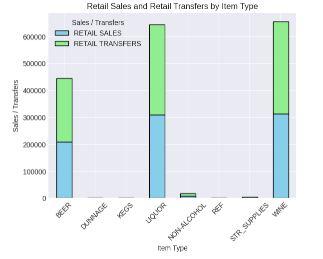 Retail Sales and Retail Transfers by Item Type
Sales / Transfers
RETAIL SALES
RETAIL TRANSFERS
600000
500000
400000
300000
200000
100000
0
Sales / Transfers
BEER
DUNNAGE
KEGS
LIQUOR
NON-ALCOHOL
REF
STR_SUPPLIES
WINE
Item Type